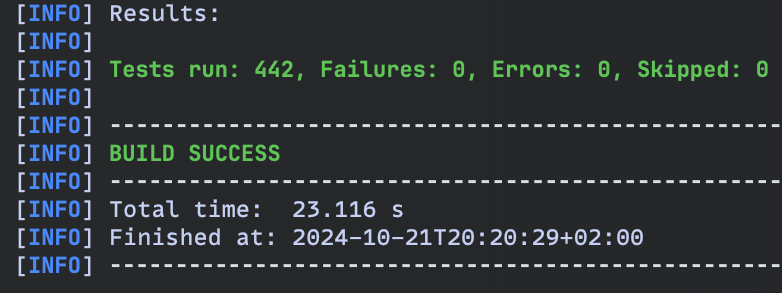 [INFO] Results:
[INFO]
[INFO] Tests run: 442, Failures: 0, Errors: 0, Skipped: 0
[INFO]
[INFO] ------------------------------------------------
[INFO] BUILD SUCCESS
[INFO] ------------------------------------------------
[INFO] Total time:  23.116 s
[INFO] Finished at: 2024-10-21T20:20:29+02:00
[INFO] ------------------------------------------------